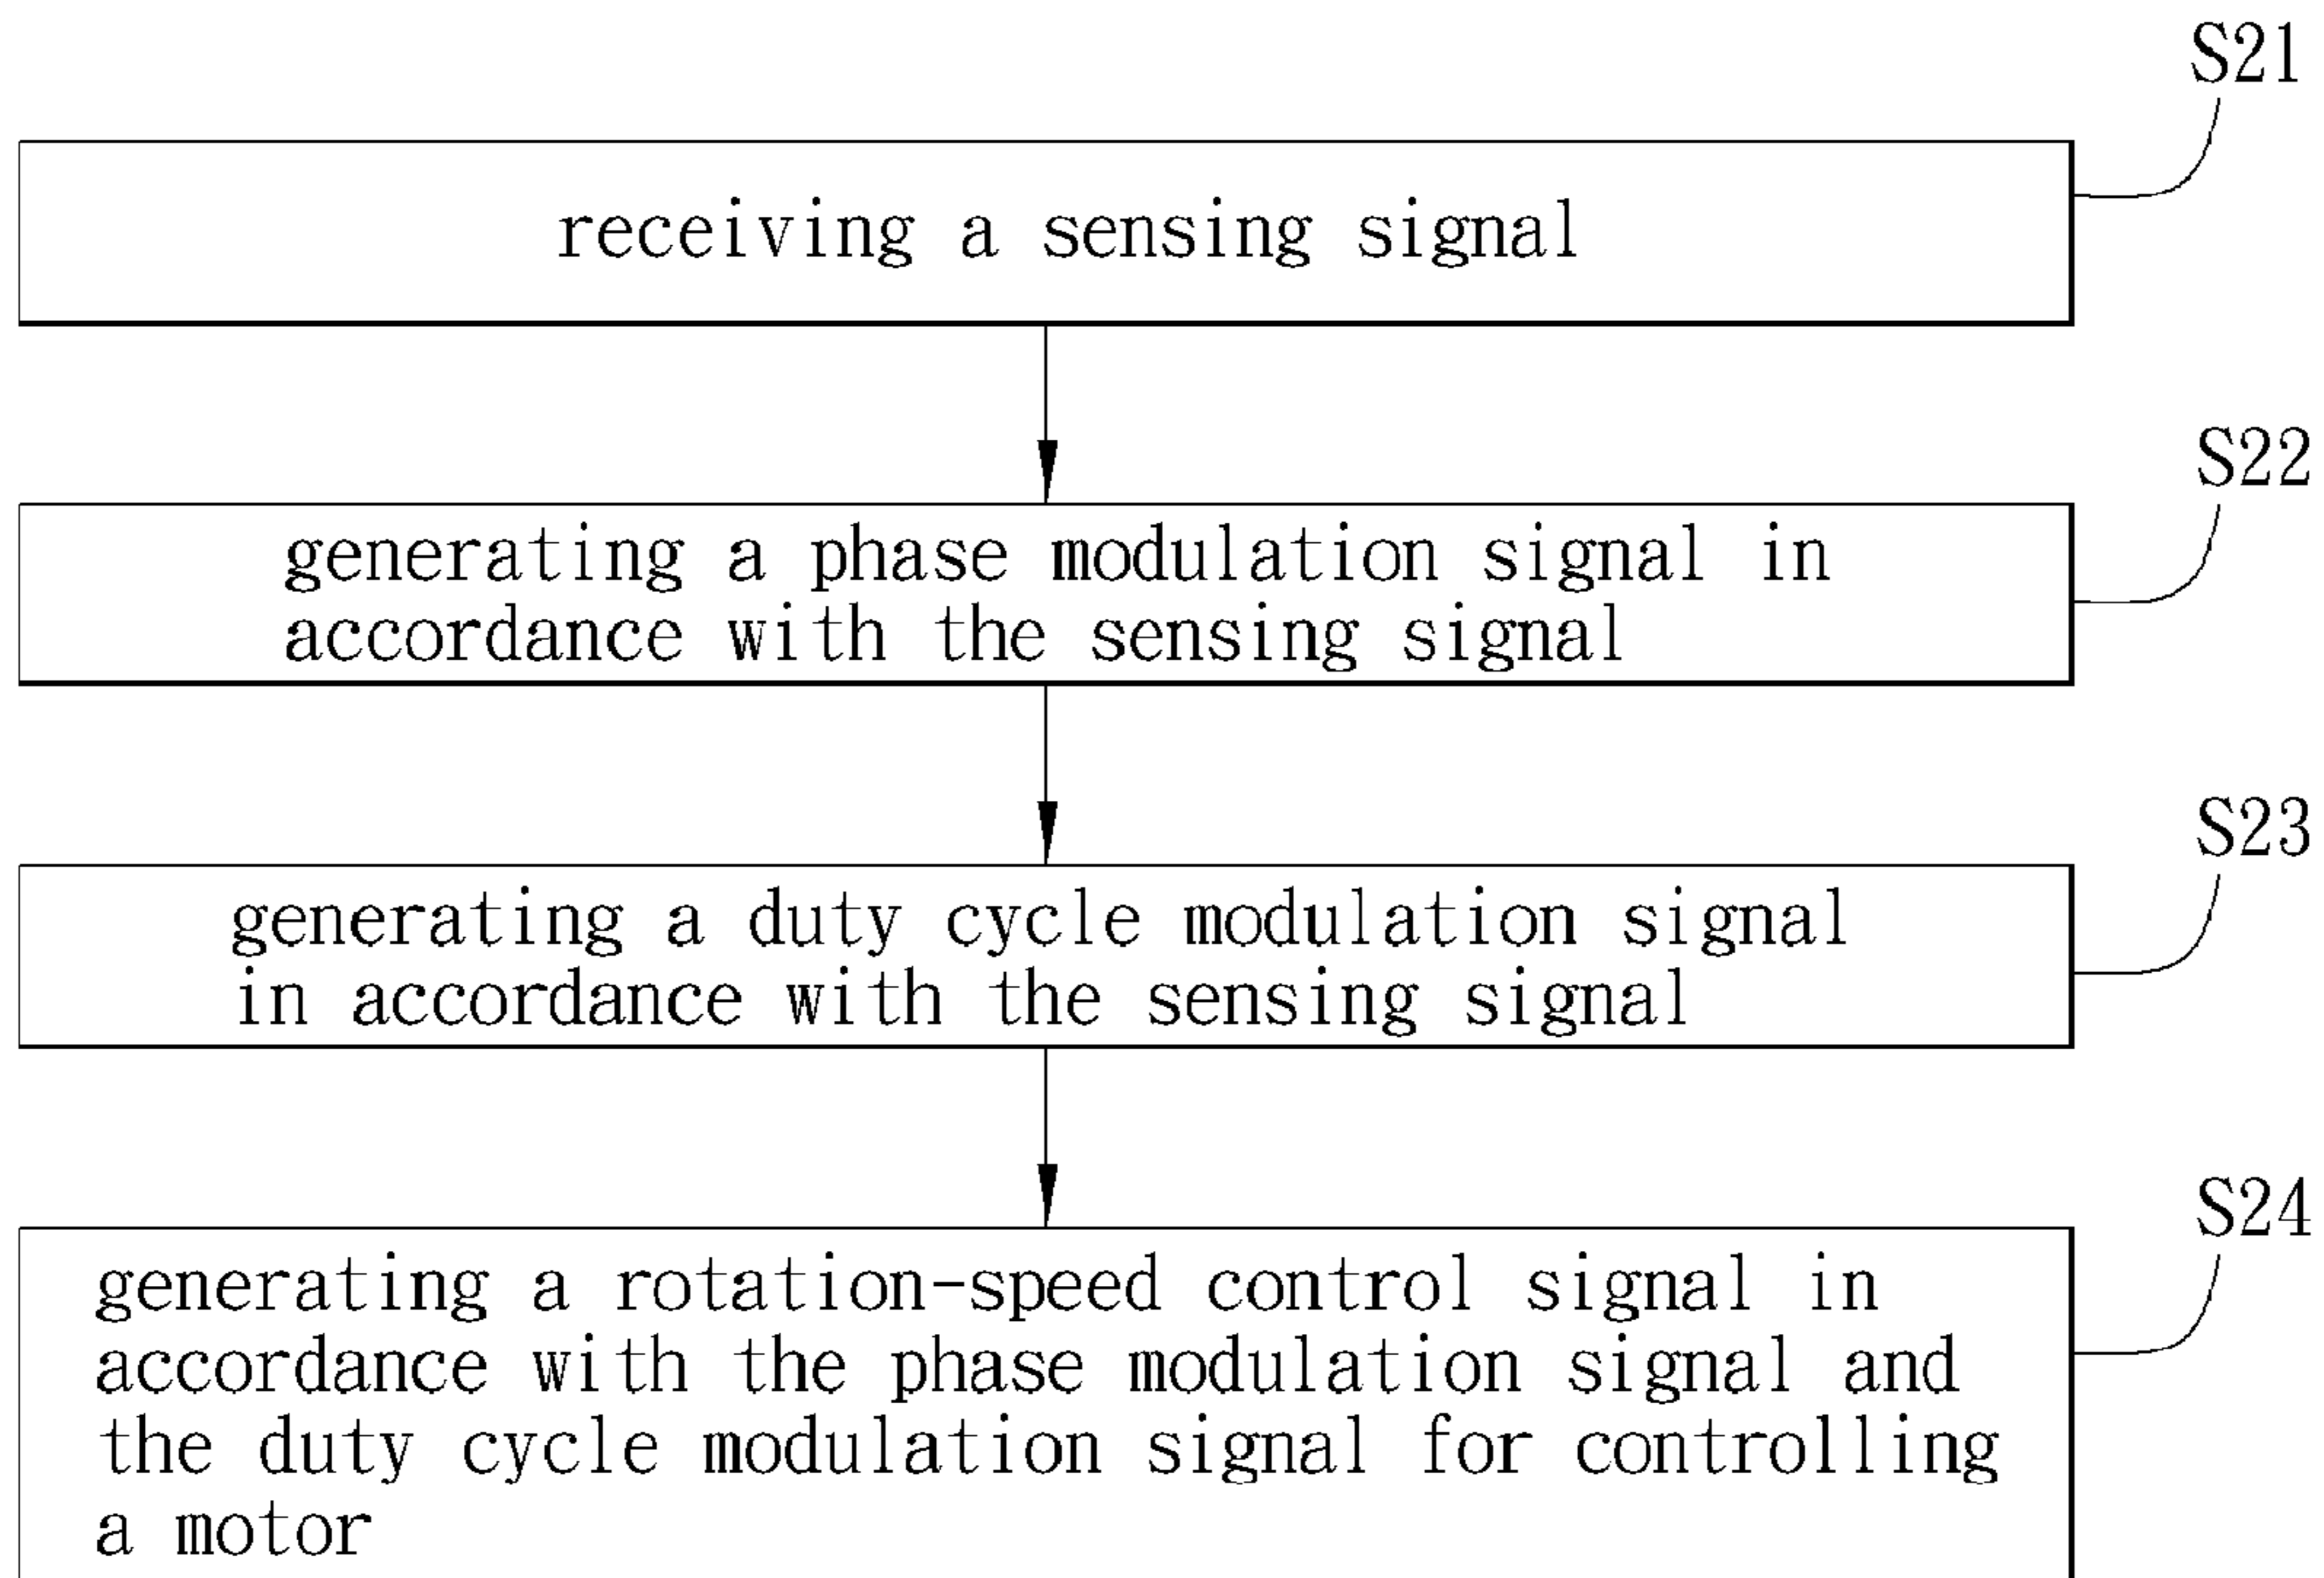 S21
receiving a sensing signal
S22
generating a phase modulation signal in
accordance with the sensing signal
S23
generating a duty cycle modulation signal
in accordance with the sensing signal
S24
generating a rotation-speed control signal in
accordance with the phase modulation signal and
the duty cycle modulation signal for controlling
a motor